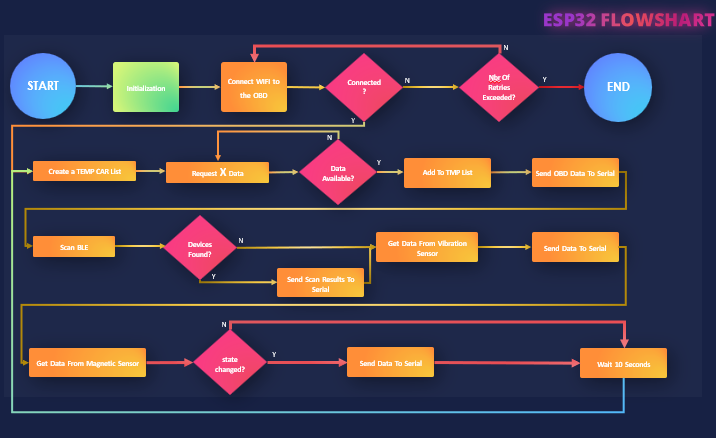 ESP32 FLOWSHART
START
Initialization
Connect WIFI to
the OBD
Connected
?
N
Nbr Of
Retries
Exceeded?
N
Y
END
Y
Create a TEMP CAR List
Request X Data
N
Data
Available?
Y
Add To TMP List
Send OBD Data To Serial
Scan BLE
Devices
Found?
N
Y
Send Scan Results To
Serial
Get Data From Vibration
Sensor
Send Data To Serial
Get Data From Magnetic Sensor
N
state
changed?
Y
Send Data To Serial
Wait 10 Seconds